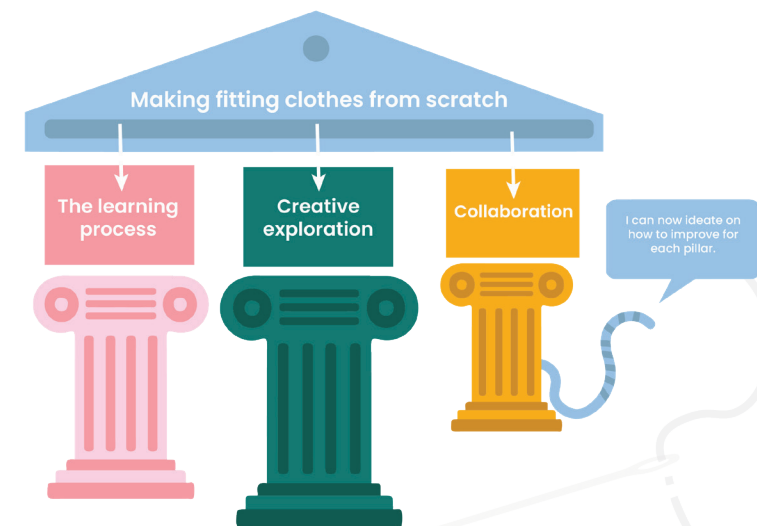 Making fitting clothes from scratch
The learning
process
Creative
exploration
Collaboration
I can now ideate on
how to improve for
each pillar.